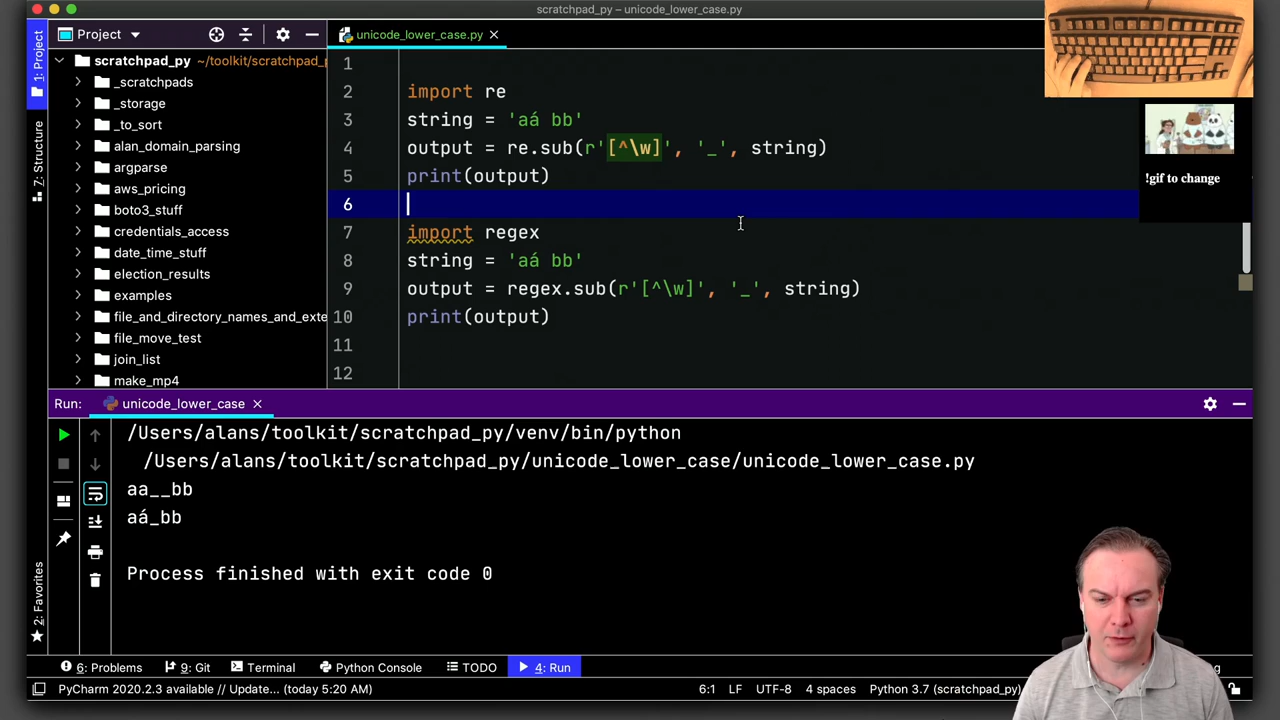 scratchpad_py – unicode_lower_case.py
1: Project
Project
unicode_lower_case.py
scratchpad_py ~/toolkit/scratchpad_
_scratchpads
_storage
_to_sort
alan_domain_parsing
argparse
aws_pricing
boto3_stuff
credentials_access
date_time_stuff
election_results
examples
file_and_directory_names_and_exte
file_move_test
join_list
make_mp4
7: Structure
2: Favorites
1
2 import re
3 string = 'aá bb'
4 output = re.sub(r'[^\w]', '_', string)
5 print(output)
6
7 import regex
8 string = 'aá bb'
9 output = regex.sub(r'[^\w]', '_', string)
10 print(output)
11
12
!gif to change
Run: unicode_lower_case
/Users/alans/toolkit/scratchpad_py/venv/bin/python
/Users/alans/toolkit/scratchpad_py/unicode_lower_case/unicode_lower_case.py
aa__bb
aá_bb
Process finished with exit code 0
6: Problems 9: Git Terminal Python Console TODO 4: Run
PyCharm 2020.2.3 available // Update... (today 5:20 AM) 6:1 LF UTF-8 4 spaces Python 3.7 (scratchpad_py)